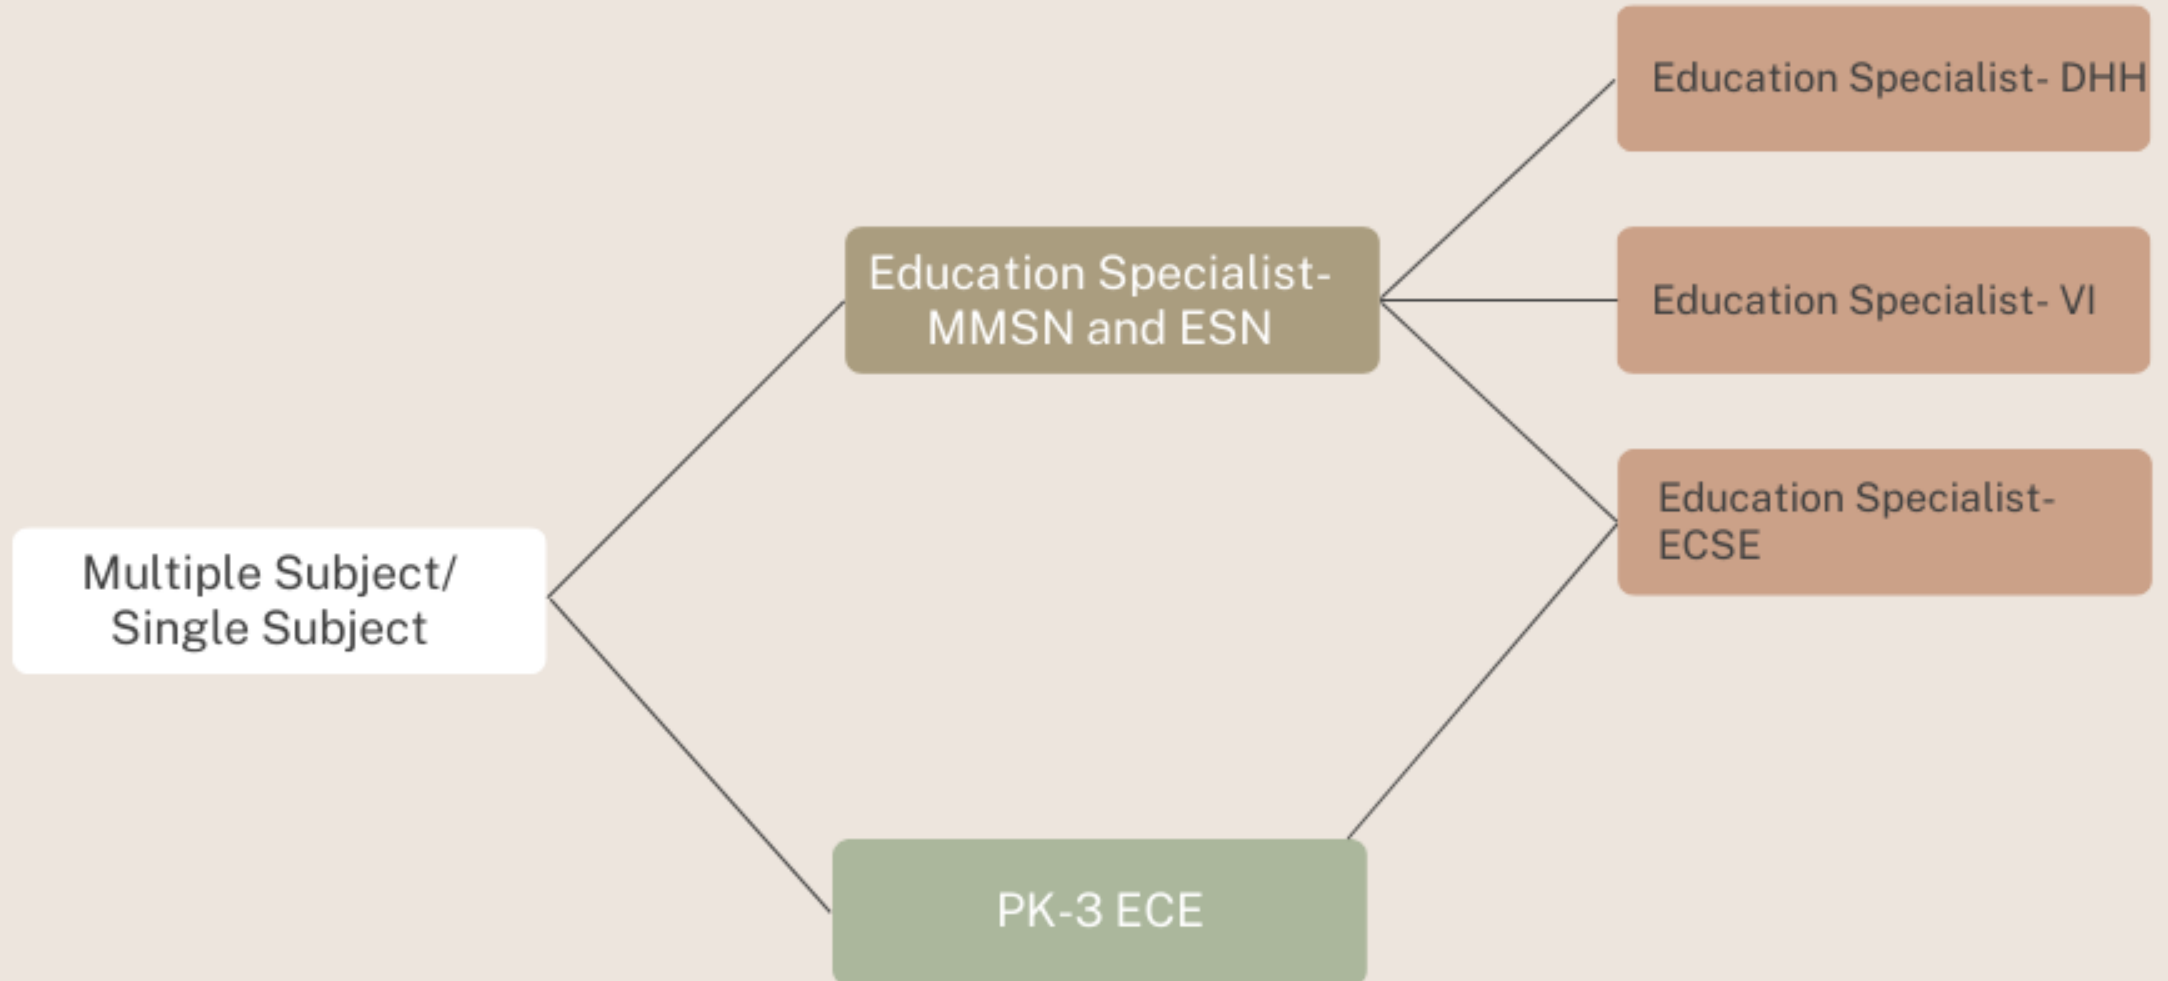 Education Specialist- DHH
Education Specialist-
MMSN and ESN
Education Specialist- VI
Education Specialist-
ECSE
Multiple Subject/
Single Subject
PK-3 ECE